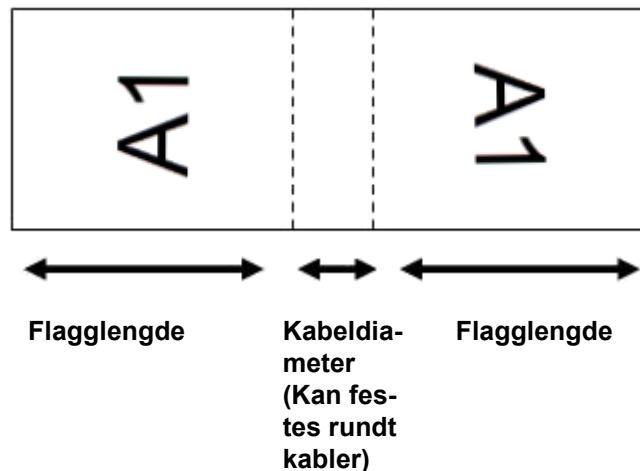 A1
A1
Flagglengde
Kabeldia-
meter
(Kan fes-
tes rundt
kabler)
Flagglengde